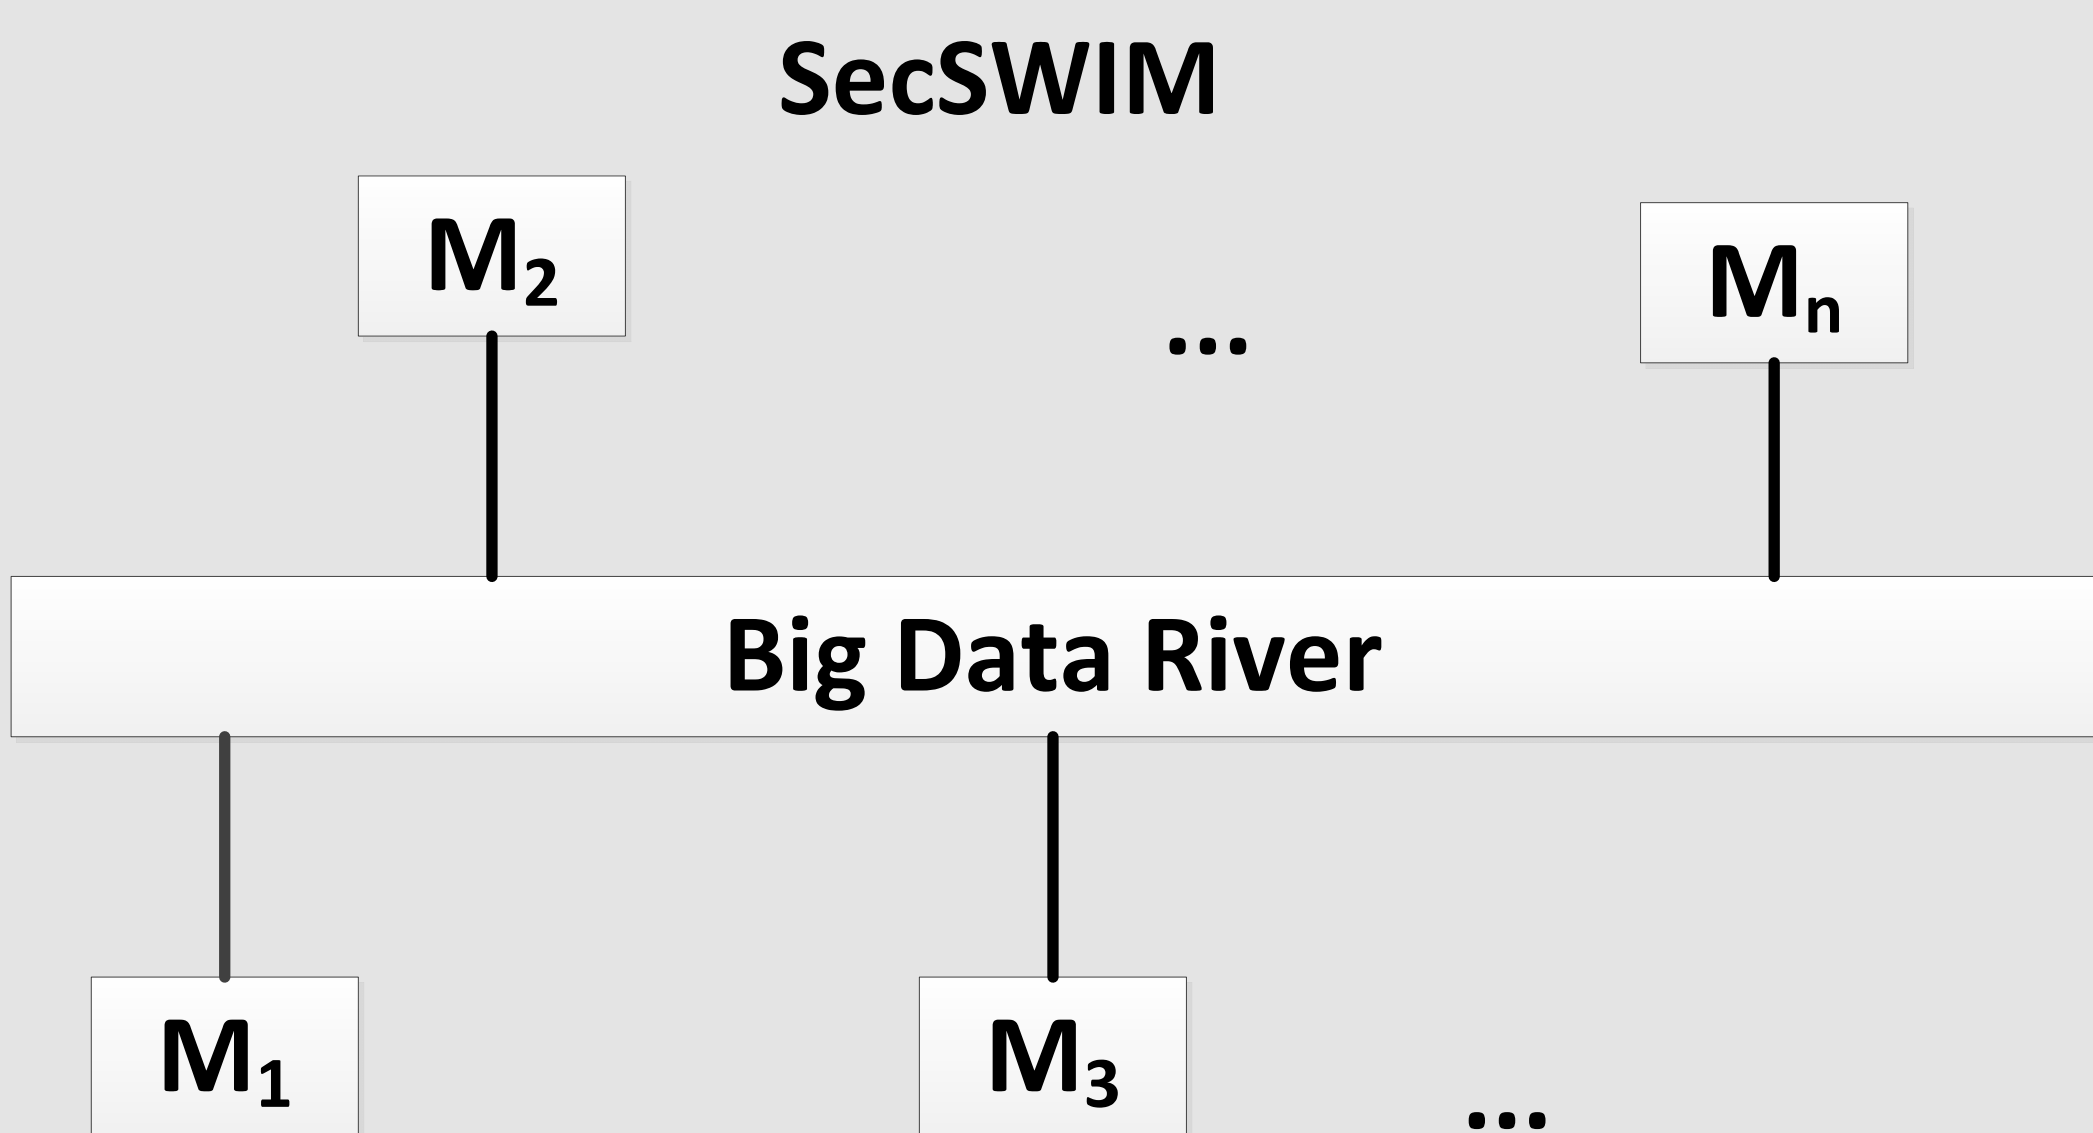 SecSWIM
M₂
Mₙ
...
Big Data River
M₁
M₃
...